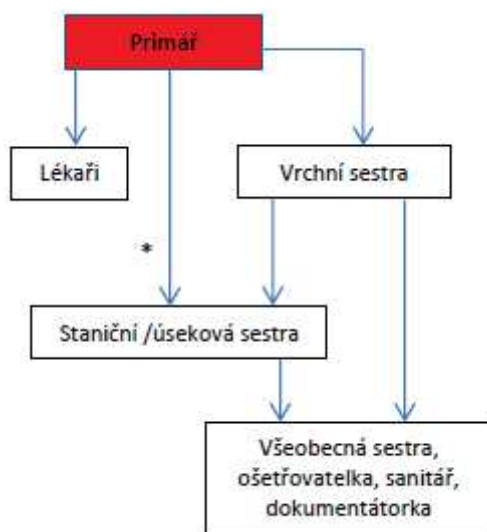 Primář
Lékaři
Vrchní sestra
*
Staniční /úseková sestra
Všeobecná sestra,
ošetřovatelka, sanitář,
dokumentátorka